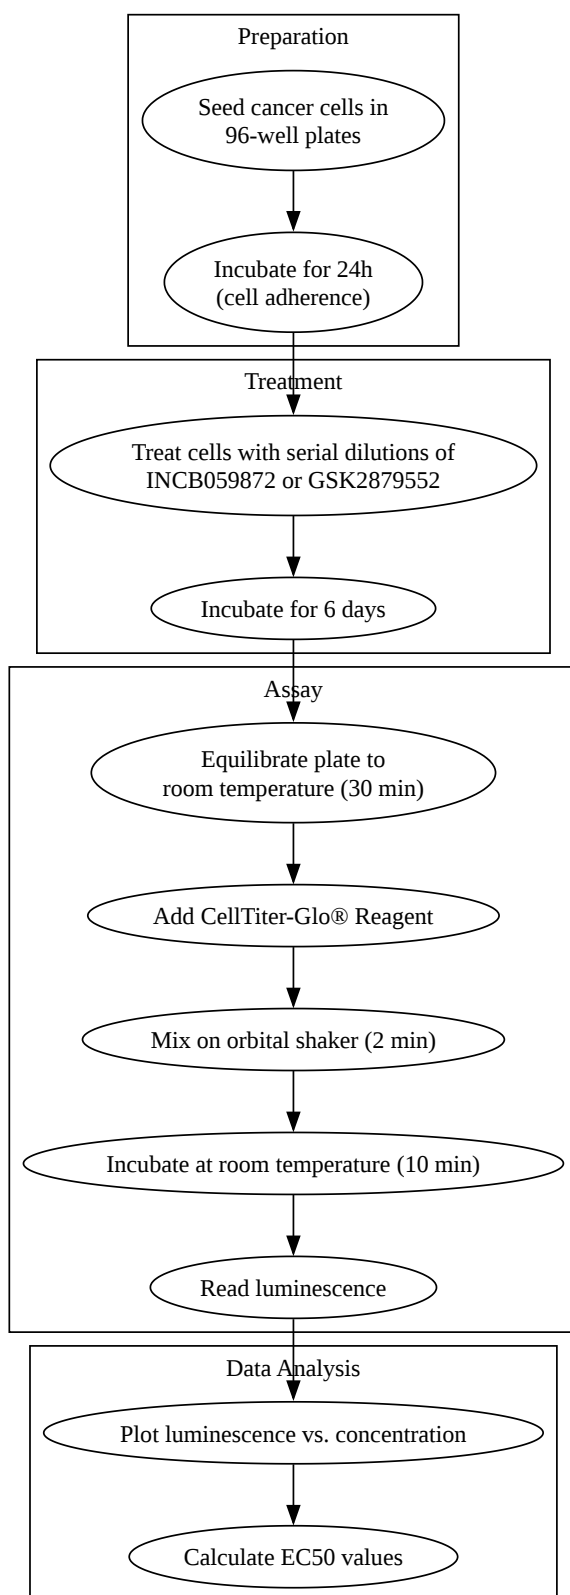 Preparation
Seed cancer cells in
96-well plates
Incubate for 24h
(cell adherence)
Treatment
Treat cells with serial dilutions of
INCB059872 or GSK2879552
Incubate for 6 days
Assay
Equilibrate plate to
room temperature (30 min)
Add CellTiter-Glo® Reagent
Mix on orbital shaker (2 min)
Incubate at room temperature (10 min)
Read luminescence
Data Analysis
Plot luminescence vs. concentration
Calculate EC50 values